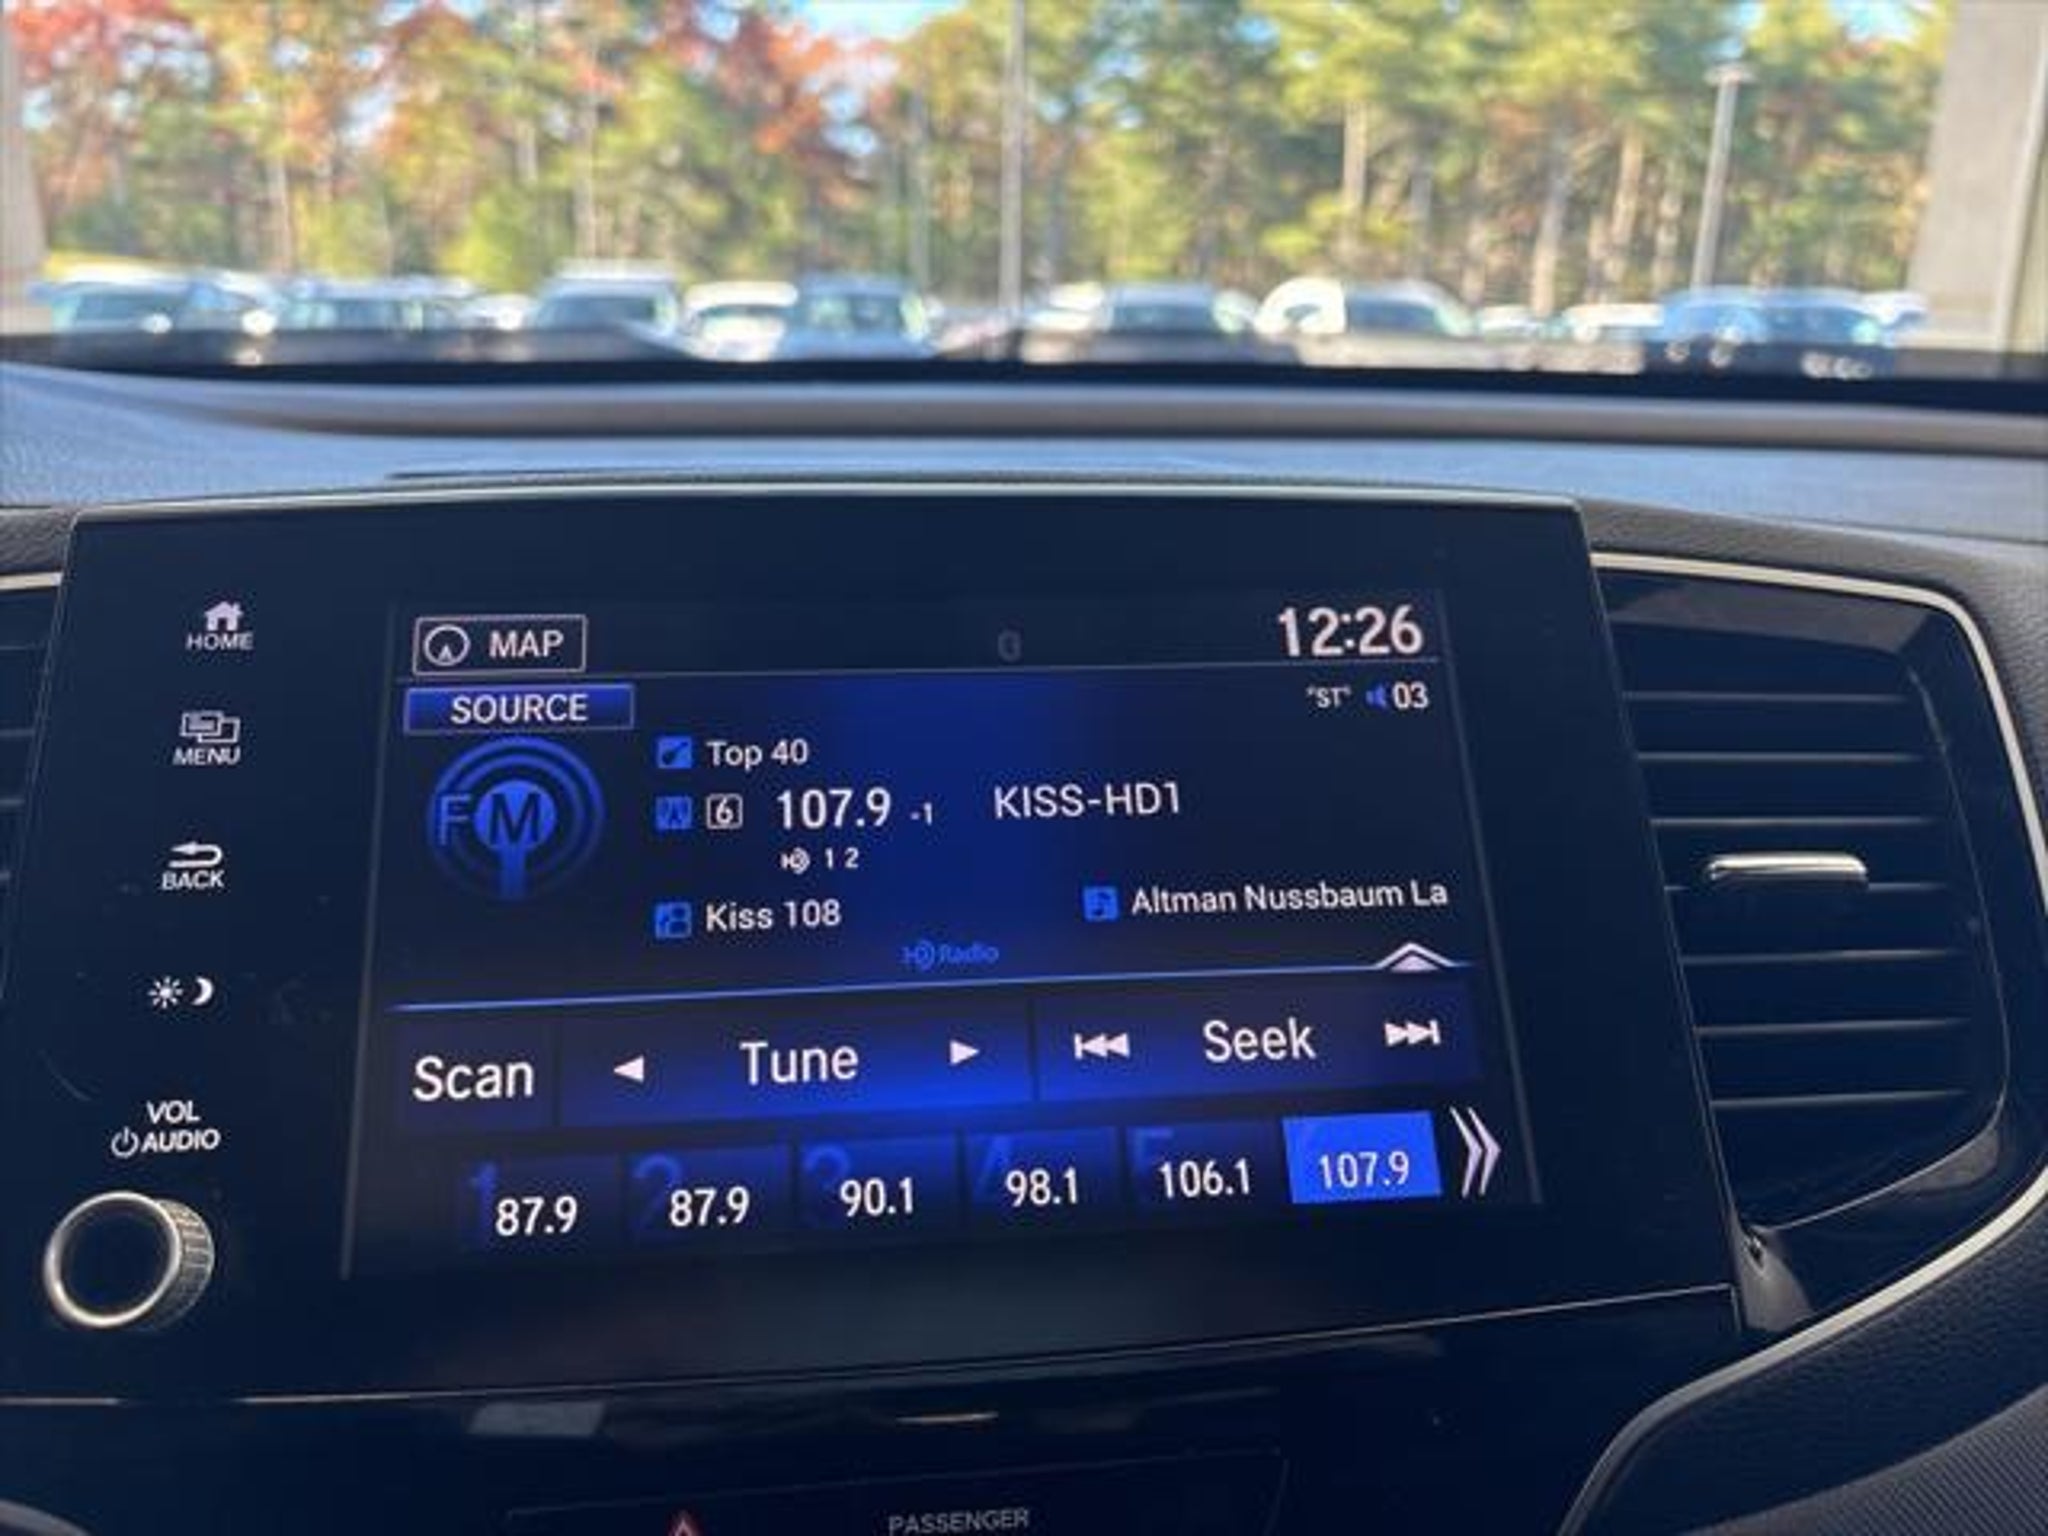 HOME
MENU
BACK
VOL
AUDIO
MAP
12:26
SOURCE
"ST" 03
FM
Top 40
6 107.9 -1 KISS-HD1
HD 1 2
Kiss 108
Altman Nussbaum La
HD Radio
Scan Tune Seek
1 87.9 2 87.9 3 90.1 4 98.1 5 106.1 107.9
PASSENGER